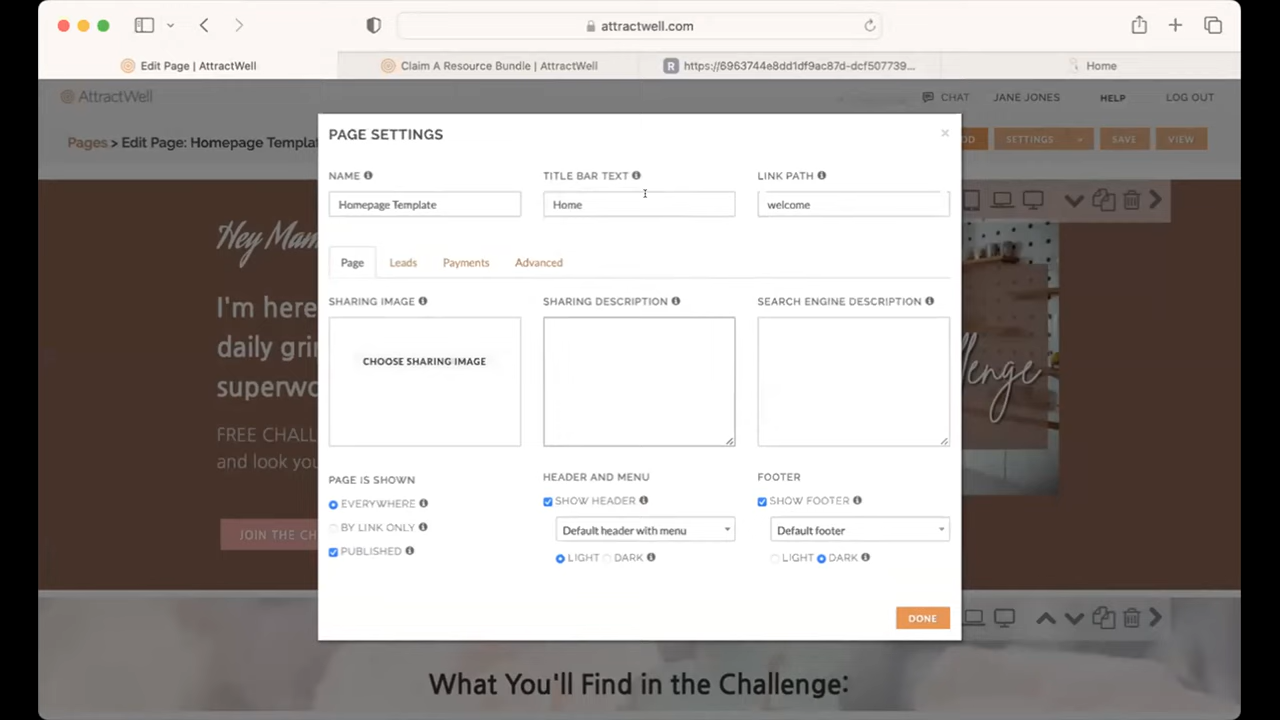 attractwell.com
Edit Page | AttractWell
Claim A Resource Bundle | AttractWell
R https://6963744e8dd1df9ac87d-dcf507739...
Home
AttractWell
CHAT
JANE JONES
HELP
LOG OUT
Pages > Edit Page: Homepage Templa
SETTINGS
SAVE
VIEW
PAGE SETTINGS
×
NAME
TITLE BAR TEXT
LINK PATH
Homepage Template
Home
welcome
Page
Leads
Payments
Advanced
SHARING IMAGE
SHARING DESCRIPTION
SEARCH ENGINE DESCRIPTION
CHOOSE SHARING IMAGE
PAGE IS SHOWN
HEADER AND MENU
FOOTER
EVERYWHERE
SHOW HEADER
SHOW FOOTER
BY LINK ONLY
Default header with menu
Default footer
PUBLISHED
LIGHT
DARK
LIGHT
DARK
DONE
Hey Mam
I'm here
daily gri
superwo
FREE CHALL
and look you
JOIN THE CH
llenge
What You'll Find in the Challenge: